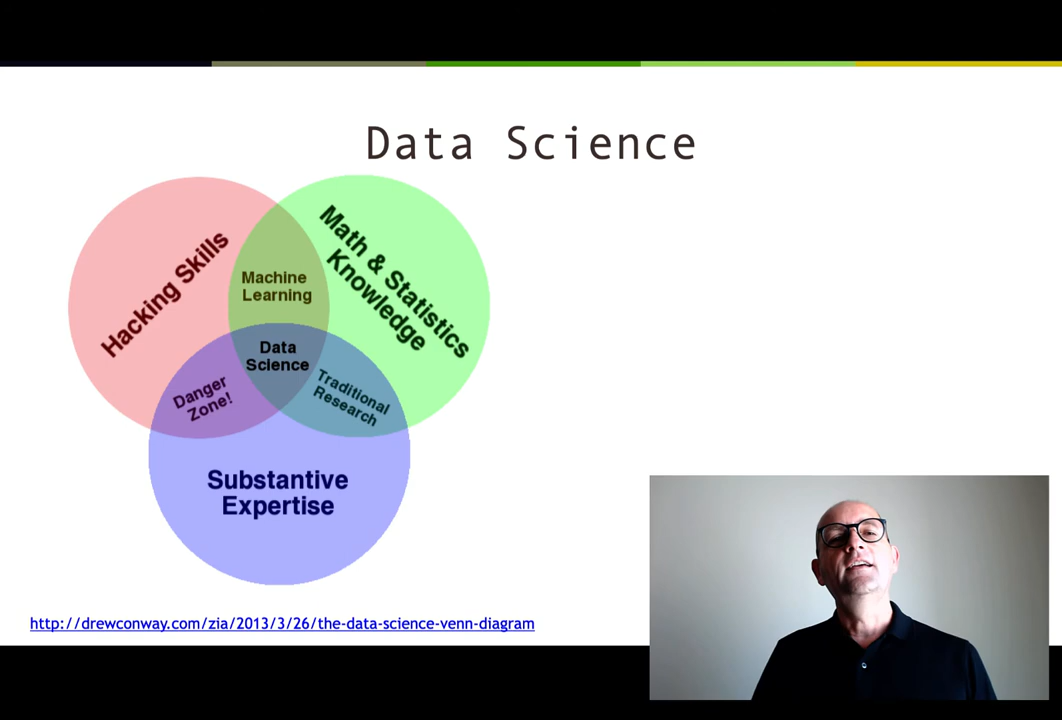 Data Science
Hacking Skills
Math & Statistics
Knowledge
Machine
Learning
Data
Science
Danger
Zone!
Traditional
Research
Substantive
Expertise
http://drewconway.com/zia/2013/3/26/the-data-science-venn-diagram